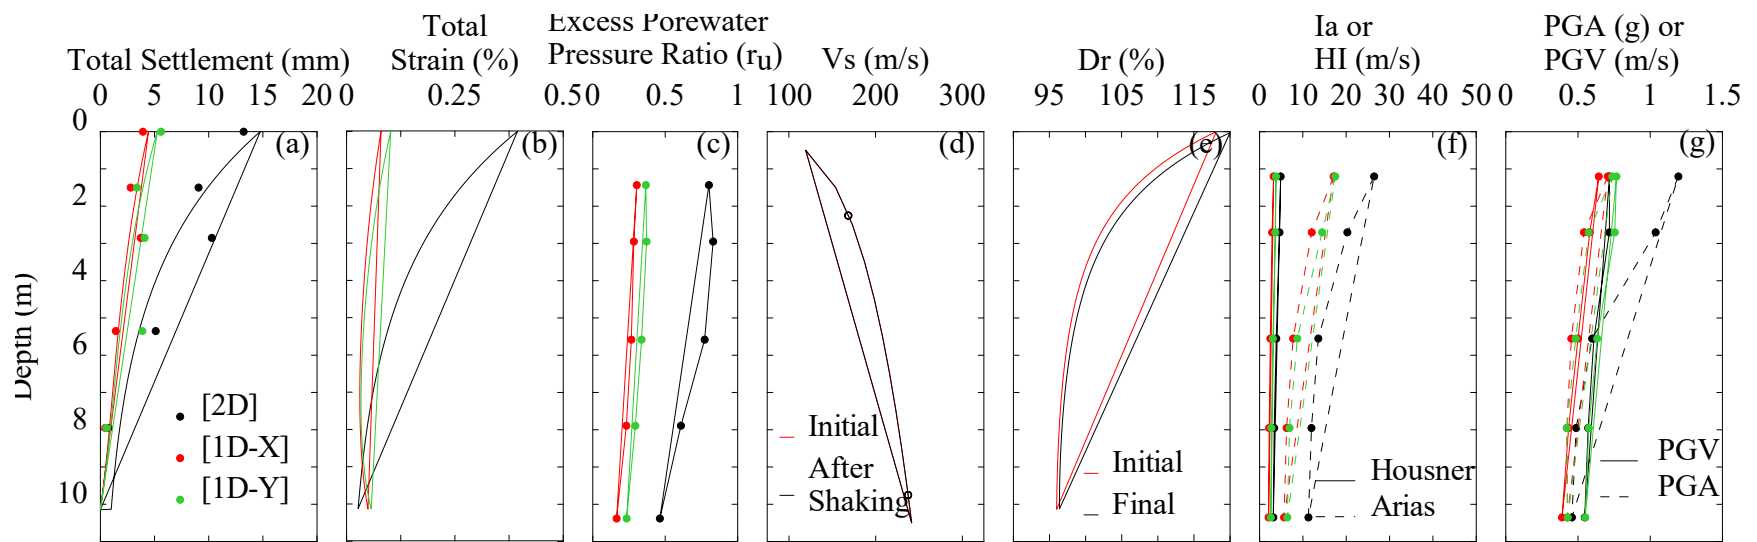 Total Settlement (mm)
0 5 10 15 20
Total
Strain (%)
0 0.25 0.50
Excess Porewater
Pressure Ratio (ru)
0.5 1
Vs (m/s)
100 200 300
Dr (%)
95 105 115
Ia or
HI (m/s)
0 10 20 30 40 50
PGA (g) or
PGV (m/s)
0 0.5 1 1.5
Depth (m)
0
2
4
6
8
10
(a)
(b)
(c)
(d)
(e)
(f)
(g)
[2D]
[1D-X]
[1D-Y]
Initial
After
Shaking
Initial
Final
Housner
Arias
PGV
PGA